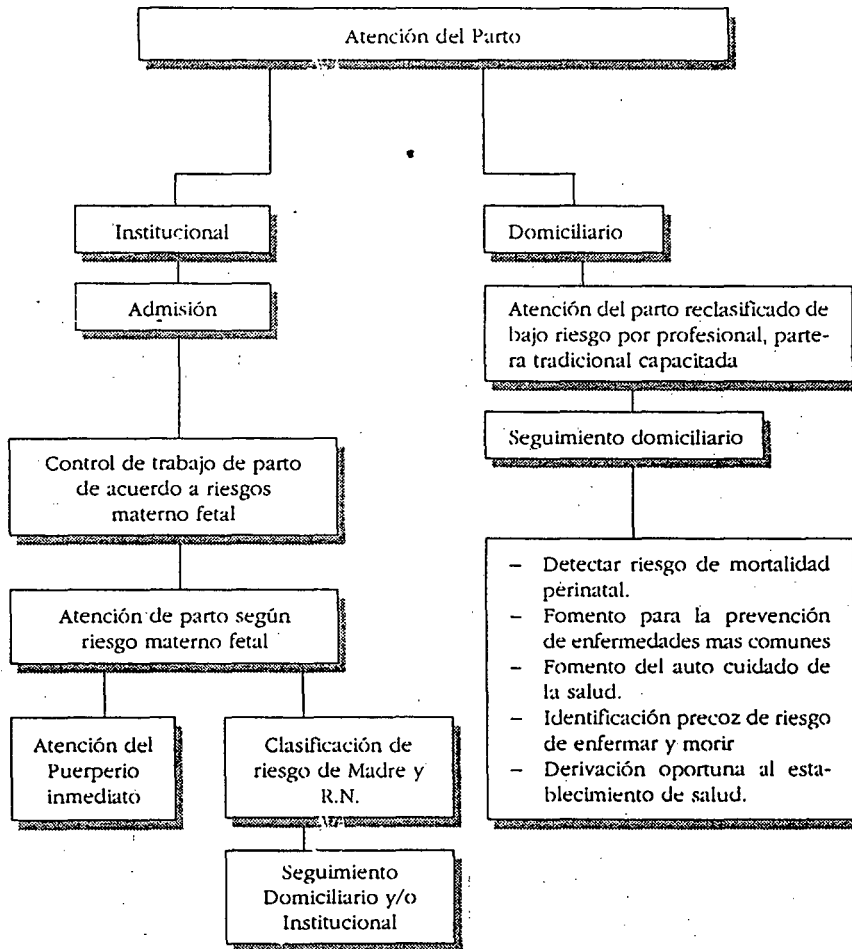 Atención del Parto
Institucional
Admisión
Control de trabajo de parto
de acuerdo a riesgos
materno fetal
Atención de parto según
riesgo materno fetal
Atención del
Puerperio
inmediato
Clasificación de
riesgo de Madre y
R.N.
Seguimiento
Domiciliario y/o
Institucional
Domiciliario
Atención del parto reclasificado de
bajo riesgo por profesional, parte-
ra tradicional capacitada
Seguimiento domiciliario
– Detectar riesgo de mortalidad
perinatal.
– Fomento para la prevención
de enfermedades mas comunes
– Fomento del auto cuidado de
la salud.
– Identificación precoz de riesgo
de enfermar y morir
– Derivación oportuna al esta-
blecimiento de salud.